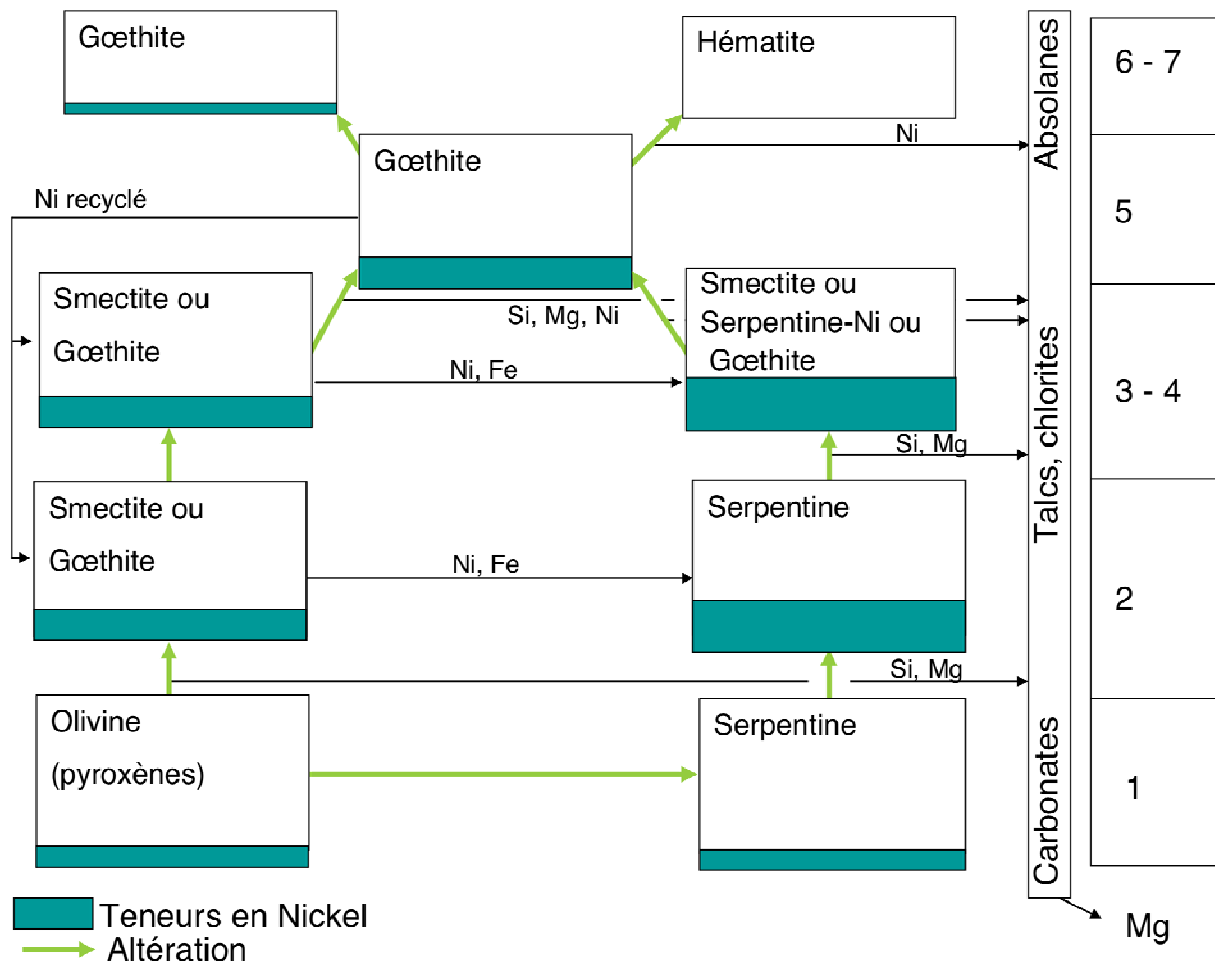 Gœthite
Hématite
6 - 7
Absolanes
Ni
Gœthite
Ni recyclé
5
Smectite ou
Gœthite
Si, Mg, Ni
Smectite ou
Serpentine-Ni ou
Gœthite
Ni, Fe
3 - 4
Talcs, chlorites
Si, Mg
Smectite ou
Gœthite
Serpentine
Ni, Fe
2
Si, Mg
Olivine
(pyroxènes)
Serpentine
Carbonates
1
Teneurs en Nickel
Altération
Mg